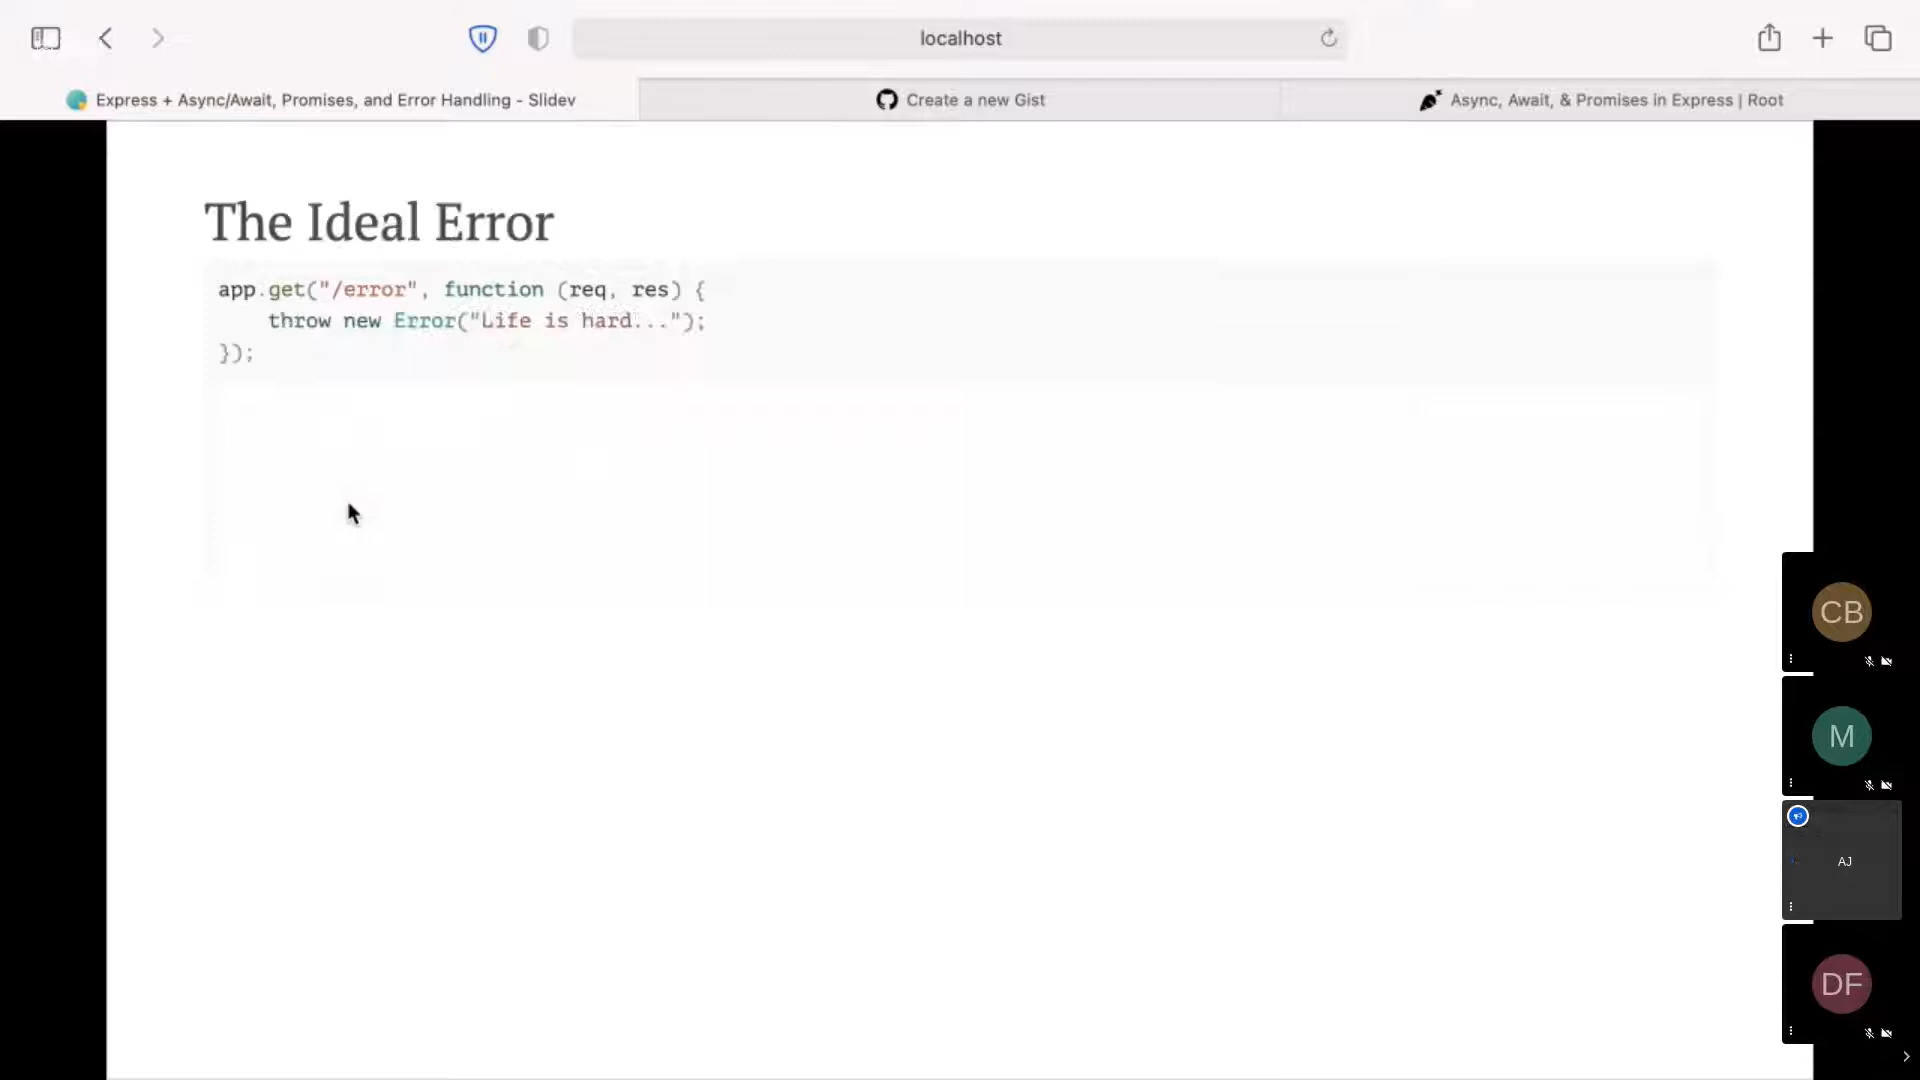 localhost
Express + Async/Await, Promises, and Error Handling - Slidev
Create a new Gist
Async, Await, & Promises in Express | Root
The Ideal Error
app.get("/error", function (req, res) {
    throw new Error("Life is hard...");
});
CB
M
AJ
DF